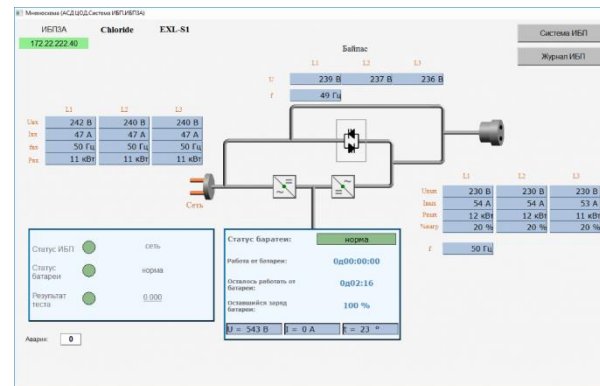 Мнемосхема (АСД ЦОД.Система ИБП.ИБП3А)
ИБП3А Chloride EXL-S1
172.22.222.40
Система ИБП
Журнал ИБП
Байпас
L1 L2 L3
U 239 В 237 В 236 В
f 49 Гц
L1 L2 L3
Uвх 242 В 240 В 240 В
Iвх 47 А 47 А 47 А
fвх 50 Гц 50 Гц 50 Гц
Pвх 11 кВт 11 кВт 11 кВт
Сеть
L1 L2 L3
Uвых 230 В 230 В 230 В
Iвых 54 А 54 А 53 А
Pвых 12 кВт 12 кВт 11 кВт
%нагр 20 % 20 % 20 %
f 50 Гц
Статус ИБП сеть
Статус батареи норма
Результат теста 0.000
Статус баратеи: норма
Работа от батареи: 0д00:00:00
Осталось работать от батареи: 0д02:16
Оставшейся заряд батареи: 100 %
U = 543 В I = 0 А t = 23 °
Аварии: 0